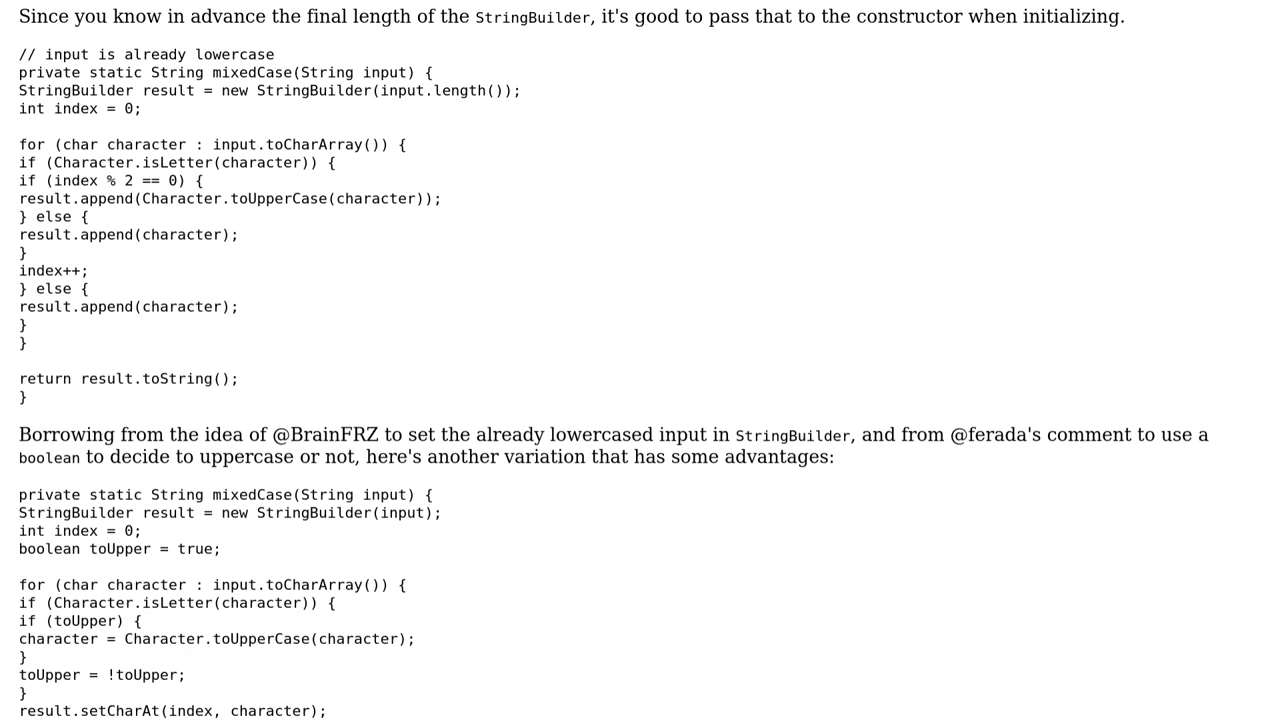 Since you know in advance the final length of the StringBuilder, it's good to pass that to the constructor when initializing.
// input is already lowercase
private static String mixedCase(String input) {
StringBuilder result = new StringBuilder(input.length());
int index = 0;
for (char character : input.toCharArray()) {
if (Character.isLetter(character)) {
if (index % 2 == 0) {
result.append(Character.toUpperCase(character));
} else {
result.append(character);
}
index++;
} else {
result.append(character);
}
}
return result.toString();
}
Borrowing from the idea of @BrainFRZ to set the already lowercased input in StringBuilder, and from @ferada's comment to use a
boolean to decide to uppercase or not, here's another variation that has some advantages:
private static String mixedCase(String input) {
StringBuilder result = new StringBuilder(input);
int index = 0;
boolean toUpper = true;
for (char character : input.toCharArray()) {
if (Character.isLetter(character)) {
if (toUpper) {
character = Character.toUpperCase(character);
}
toUpper = !toUpper;
}
result.setCharAt(index, character);